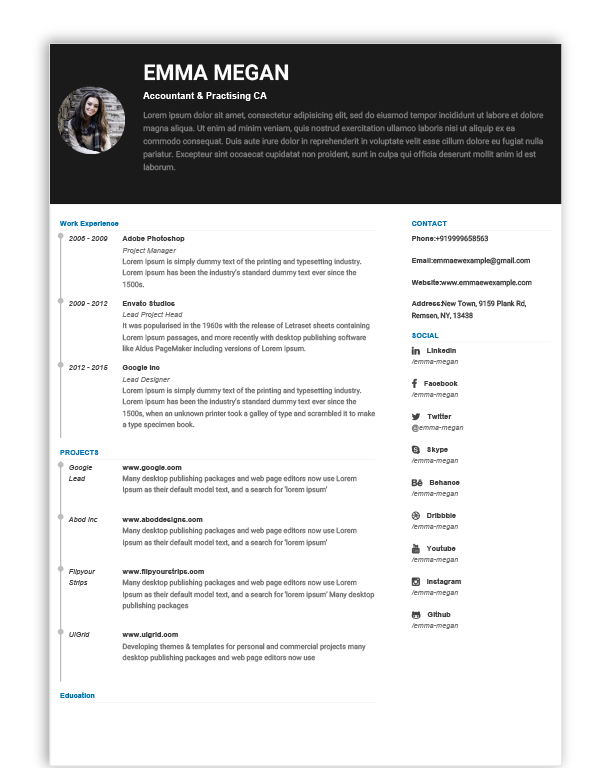 EMMA MEGAN
Accountant & Practising CA
Lorem ipsum dolor sit amet, consectetur adipisicing elit, sed do eiusmod tempor incididunt ut labore et dolore
magna aliqua. Ut enim ad minim veniam, quis nostrud exercitation ullamco laboris nisi ut aliquip ex ea
commodo consequat. Duis aute irure dolor in reprehenderit in voluptate velit esse cillum dolore eu fugiat nulla
pariatur. Excepteur sint occaecat cupidatat non proident, sunt in culpa qui officia deserunt mollit anim id est
laborum.
Work Experience
2006 - 2009 Adobe Photoshop
Project Manager
Lorem Ipsum is simply dummy text of the printing and typesetting industry.
Lorem Ipsum has been the industry's standard dummy text ever since the
1500s.
2009 - 2012 Envato Studios
Lead Project Head
It was popularised in the 1960s with the release of Letraset sheets containing
Lorem Ipsum passages, and more recently with desktop publishing software
like Aldus PageMaker including versions of Lorem Ipsum.
2012 - 2015 Google Inc
Lead Designer
Lorem Ipsum is simply dummy text of the printing and typesetting industry.
Lorem Ipsum has been the industry's standard dummy text ever since the
1500s, when an unknown printer took a galley of type and scrambled it to make
a type specimen book.
PROJECTS
Google www.google.com
Lead Many desktop publishing packages and web page editors now use Lorem
Ipsum as their default model text, and a search for 'lorem ipsum'
Abod Inc www.aboddesigns.com
Many desktop publishing packages and web page editors now use Lorem
Ipsum as their default model text, and a search for 'lorem ipsum'
Flipyour www.flipyourstrips.com
Strips Many desktop publishing packages and web page editors now use Lorem
Ipsum as their default model text, and a search for 'lorem ipsum' Many desktop
publishing packages
UiGrid www.uigrid.com
Developing themes & templates for personal and commercial projects many
desktop publishing packages and web page editors now use
Education
CONTACT
Phone:+919999658563
Email:emmaewexample@gmail.com
Website:www.emmaewexample.com
Address:New Town, 9159 Plank Rd,
Remsen, NY, 13438
SOCIAL
LinkedIn
/emma-megan
Facebook
/emma-megan
Twitter
@emma-megan
Skype
/emma-megan
Behance
/emma-megan
Dribbble
/emma-megan
Youtube
/emma-megan
Instagram
/emma-megan
Github
/emma-megan